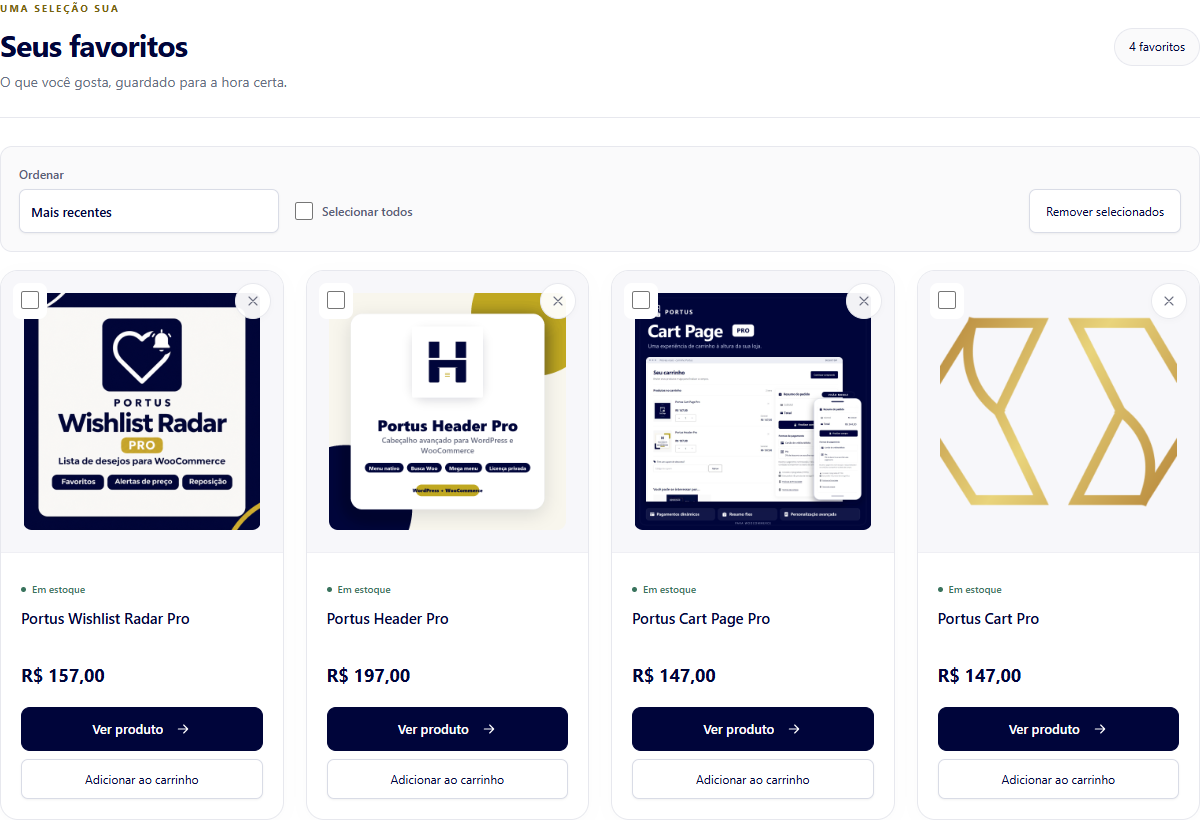 UMA SELEÇÃO SUA
Seus favoritos
4 favoritos
O que você gosta, guardado para a hora certa.
Ordenar
Mais recentes
Selecionar todos
Remover selecionados
PORTUS
Wishlist Radar
PRO
Lista de desejos para WooCommerce
Favoritos
Alertas de preço
Reposição
H
Portus Header Pro
Cabeçalho avançado para WordPress e
WooCommerce
Menu nativo
Busca Woo
Mega menu
Licença privada
WordPress + WooCommerce
PORTUS
Cart Page
PRO
Uma experiência de carrinho à altura da sua loja.
Seu carrinho
Resumo do pedido
Total
Pagamentos dinâmicos
Resumo fixo
Personalização avançada
Em estoque
Portus Wishlist Radar Pro
R$ 157,00
Ver produto
Adicionar ao carrinho
Em estoque
Portus Header Pro
R$ 197,00
Ver produto
Adicionar ao carrinho
Em estoque
Portus Cart Page Pro
R$ 147,00
Ver produto
Adicionar ao carrinho
Em estoque
Portus Cart Pro
R$ 147,00
Ver produto
Adicionar ao carrinho